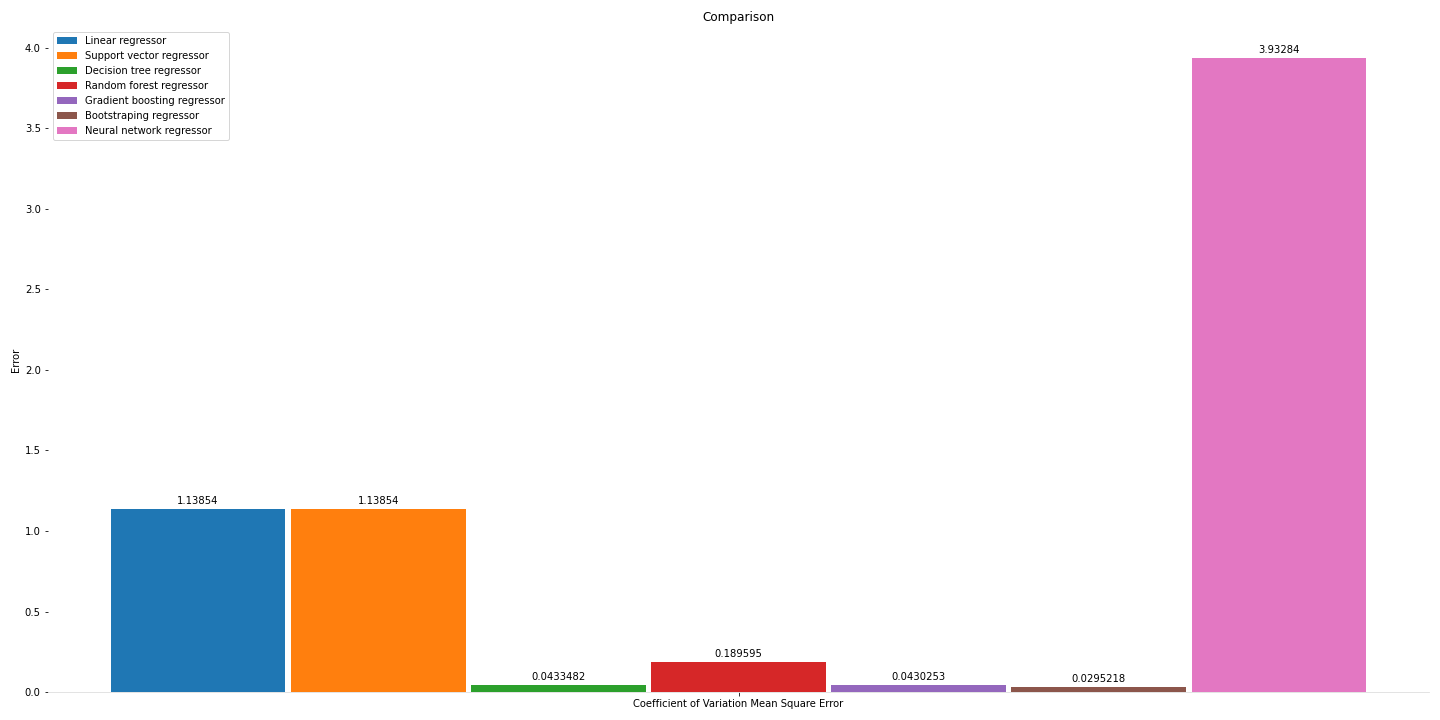 Comparison
Linear regressor
Support vector regressor
Decision tree regressor
Random forest regressor
Gradient boosting regressor
Bootstraping regressor
Neural network regressor
4.0
3.5
3.0
2.5
2.0
1.5
1.0
0.5
0.0
Error
1.13854
1.13854
0.0433482
0.189595
0.0430253
0.0295218
3.93284
Coefficient of Variation Mean Square Error